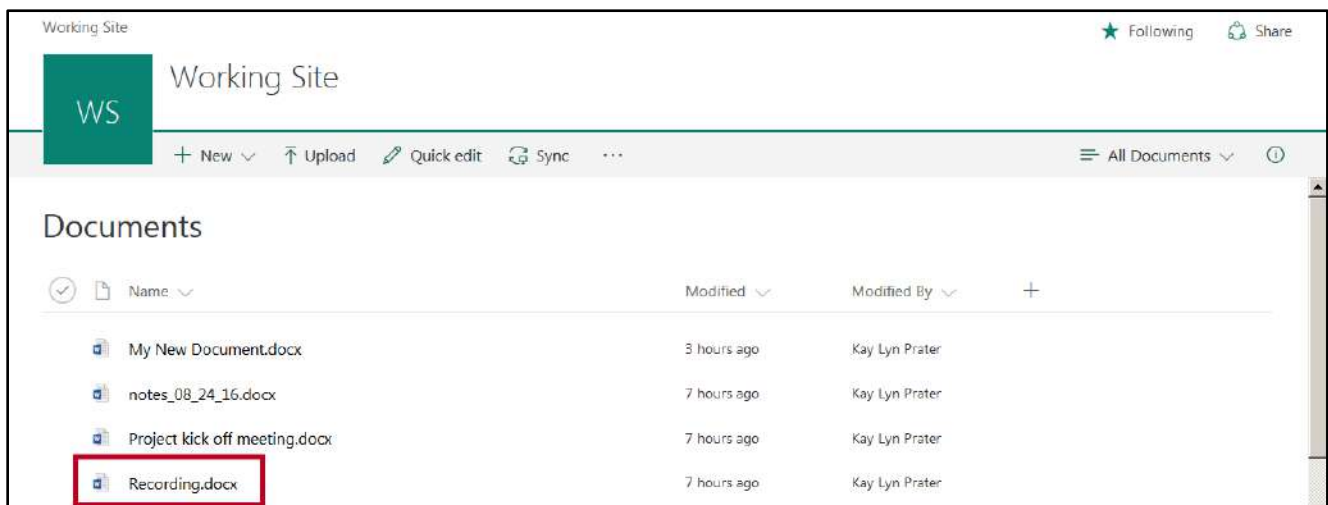 Working Site
Following Share
WS
Working Site
New Upload Quick edit Sync ...
All Documents
Documents
Name Modified Modified By
My New Document.docx 3 hours ago Kay Lyn Prater
notes_08_24_16.docx 7 hours ago Kay Lyn Prater
Project kick off meeting.docx 7 hours ago Kay Lyn Prater
Recording.docx 7 hours ago Kay Lyn Prater